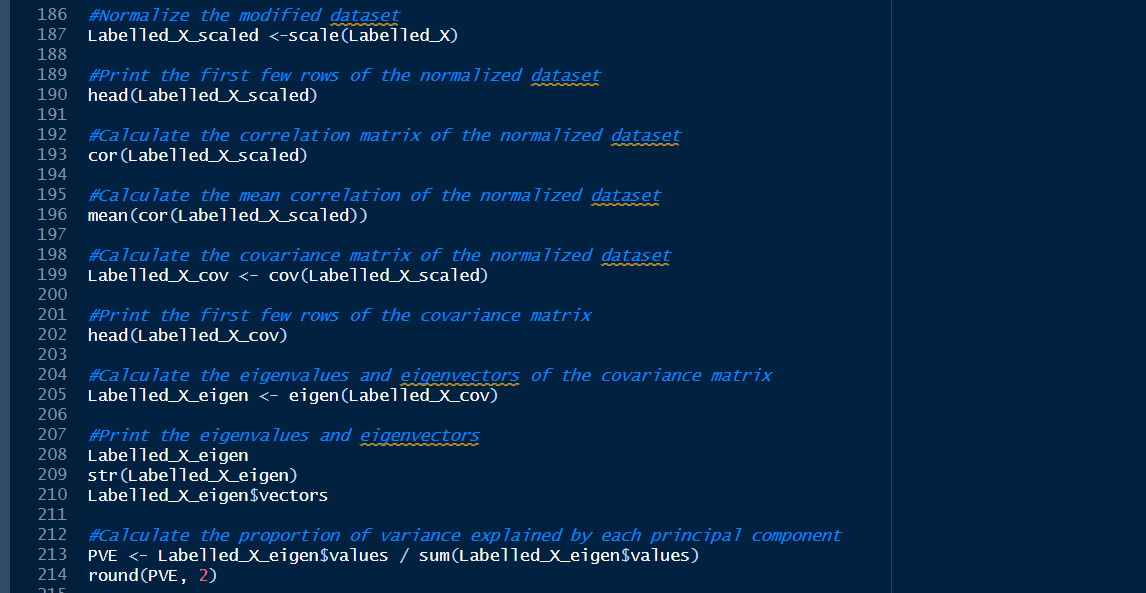 186 #Normalize the modified dataset
187 Labelled_X_scaled <-scale(Labelled_X)
188
189 #Print the first few rows of the normalized dataset
190 head(Labelled_X_scaled)
191
192 #Calculate the correlation matrix of the normalized dataset
193 cor(Labelled_X_scaled)
194
195 #Calculate the mean correlation of the normalized dataset
196 mean(cor(Labelled_X_scaled))
197
198 #Calculate the covariance matrix of the normalized dataset
199 Labelled_X_cov <- cov(Labelled_X_scaled)
200
201 #Print the first few rows of the covariance matrix
202 head(Labelled_X_cov)
203
204 #Calculate the eigenvalues and eigenvectors of the covariance matrix
205 Labelled_X_eigen <- eigen(Labelled_X_cov)
206
207 #Print the eigenvalues and eigenvectors
208 Labelled_X_eigen
209 str(Labelled_X_eigen)
210 Labelled_X_eigen$vectors
211
212 #Calculate the proportion of variance explained by each principal component
213 PVE <- Labelled_X_eigen$values / sum(Labelled_X_eigen$values)
214 round(PVE, 2)
215